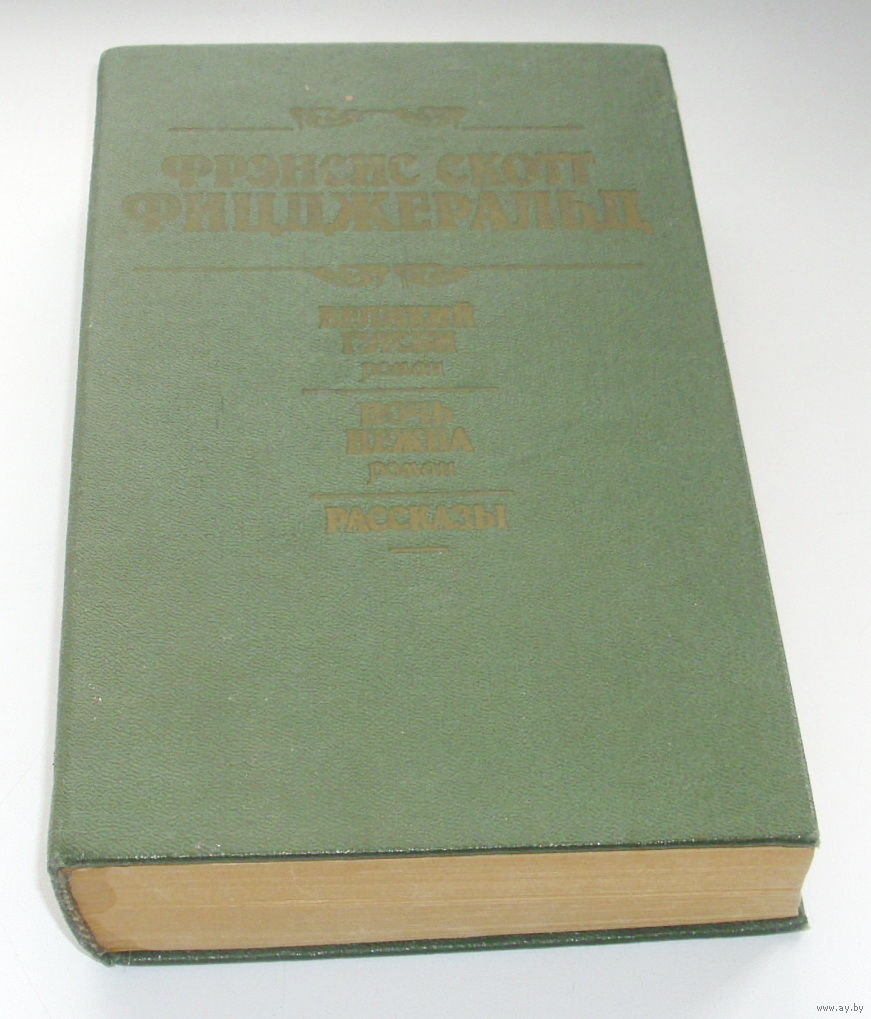 ФРЭНСИС СКОТТ
ФИЦДЖЕРАЛЬД
ВЕЛИКИЙ
ГЭТСБИ
роман
НОЧЬ
НЕЖНА
роман
РАССКАЗЫ
www.ay.by